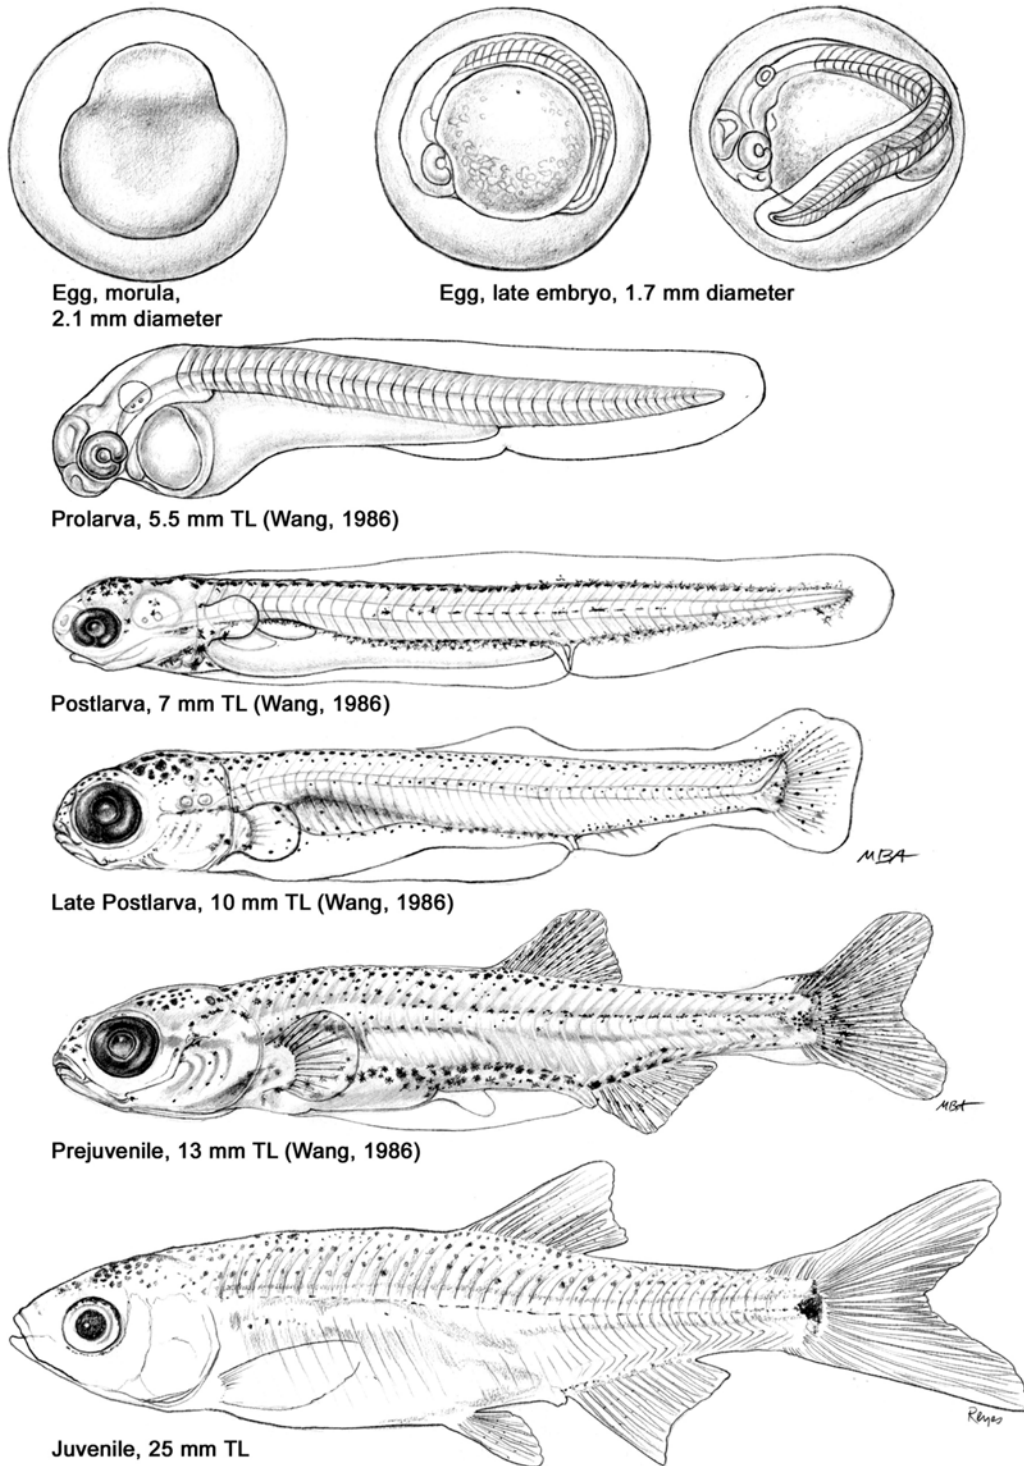 Egg, morula,
2.1 mm diameter
Egg, late embryo, 1.7 mm diameter
Prolarva, 5.5 mm TL (Wang, 1986)
Postlarva, 7 mm TL (Wang, 1986)
MBA
Late Postlarva, 10 mm TL (Wang, 1986)
MBA
Prejuvenile, 13 mm TL (Wang, 1986)
Reyes
Juvenile, 25 mm TL